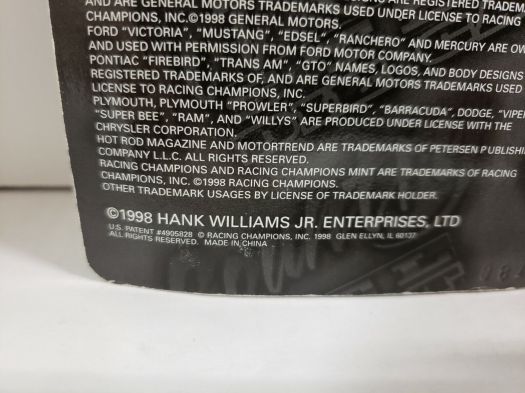 AND ARE GENERAL MOTORS TRADEMARKS USED UNDER LICENSE TO RACING
CHAMPIONS, INC.©1998 GENERAL MOTORS.
FORD "VICTORIA", "MUSTANG", "EDSEL", "RANCHERO" AND MERCURY ARE OW
AND USED WITH PERMISSION FROM FORD MOTOR COMPANY.
PONTIAC "FIREBIRD", "TRANS AM", "GTO" NAMES, LOGOS, AND BODY DESIGNS
REGISTERED TRADEMARKS OF, AND ARE GENERAL MOTORS TRADEMARKS USED
LICENSE TO RACING CHAMPIONS, INC.
PLYMOUTH, PLYMOUTH "PROWLER", "SUPERBIRD", "BARRACUDA", DODGE, "VIPE
"SUPER BEE", "RAM", AND "WILLYS" ARE PRODUCED UNDER LICENSE WITH THE
CHRYSLER CORPORATION.
HOT ROD MAGAZINE AND MOTORTREND ARE TRADEMARKS OF PETERSEN PUBLISHI
COMPANY L.L.C. ALL RIGHTS RESERVED.
RACING CHAMPIONS AND RACING CHAMPIONS MINT ARE TRADEMARKS OF RACING
CHAMPIONS, INC. ©1998 RACING CHAMPIONS.
OTHER TRADEMARK USAGES BY LICENSE OF TRADEMARK HOLDER.
©1998 HANK WILLIAMS JR. ENTERPRISES, LTD
U.S. PATENT #4905828 © RACING CHAMPIONS, INC. 1998 GLEN ELLYN, IL 60137
ALL RIGHTS RESERVED. MADE IN CHINA